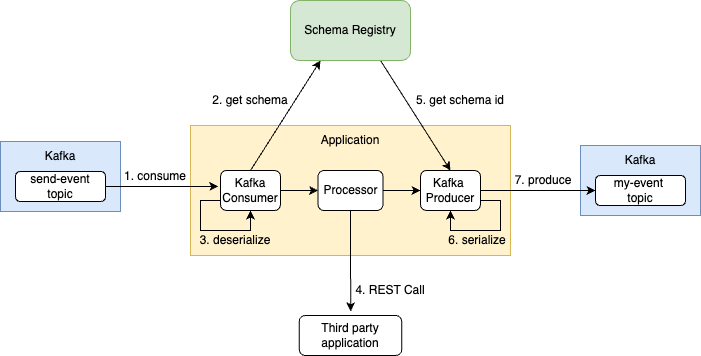 Schema Registry
2. get schema
5. get schema id
Application
Kafka
send-event
topic
1. consume
Kafka
Consumer
Processor
Kafka
Producer
7. produce
Kafka
my-event
topic
3. deserialize
6. serialize
4. REST Call
Third party
application